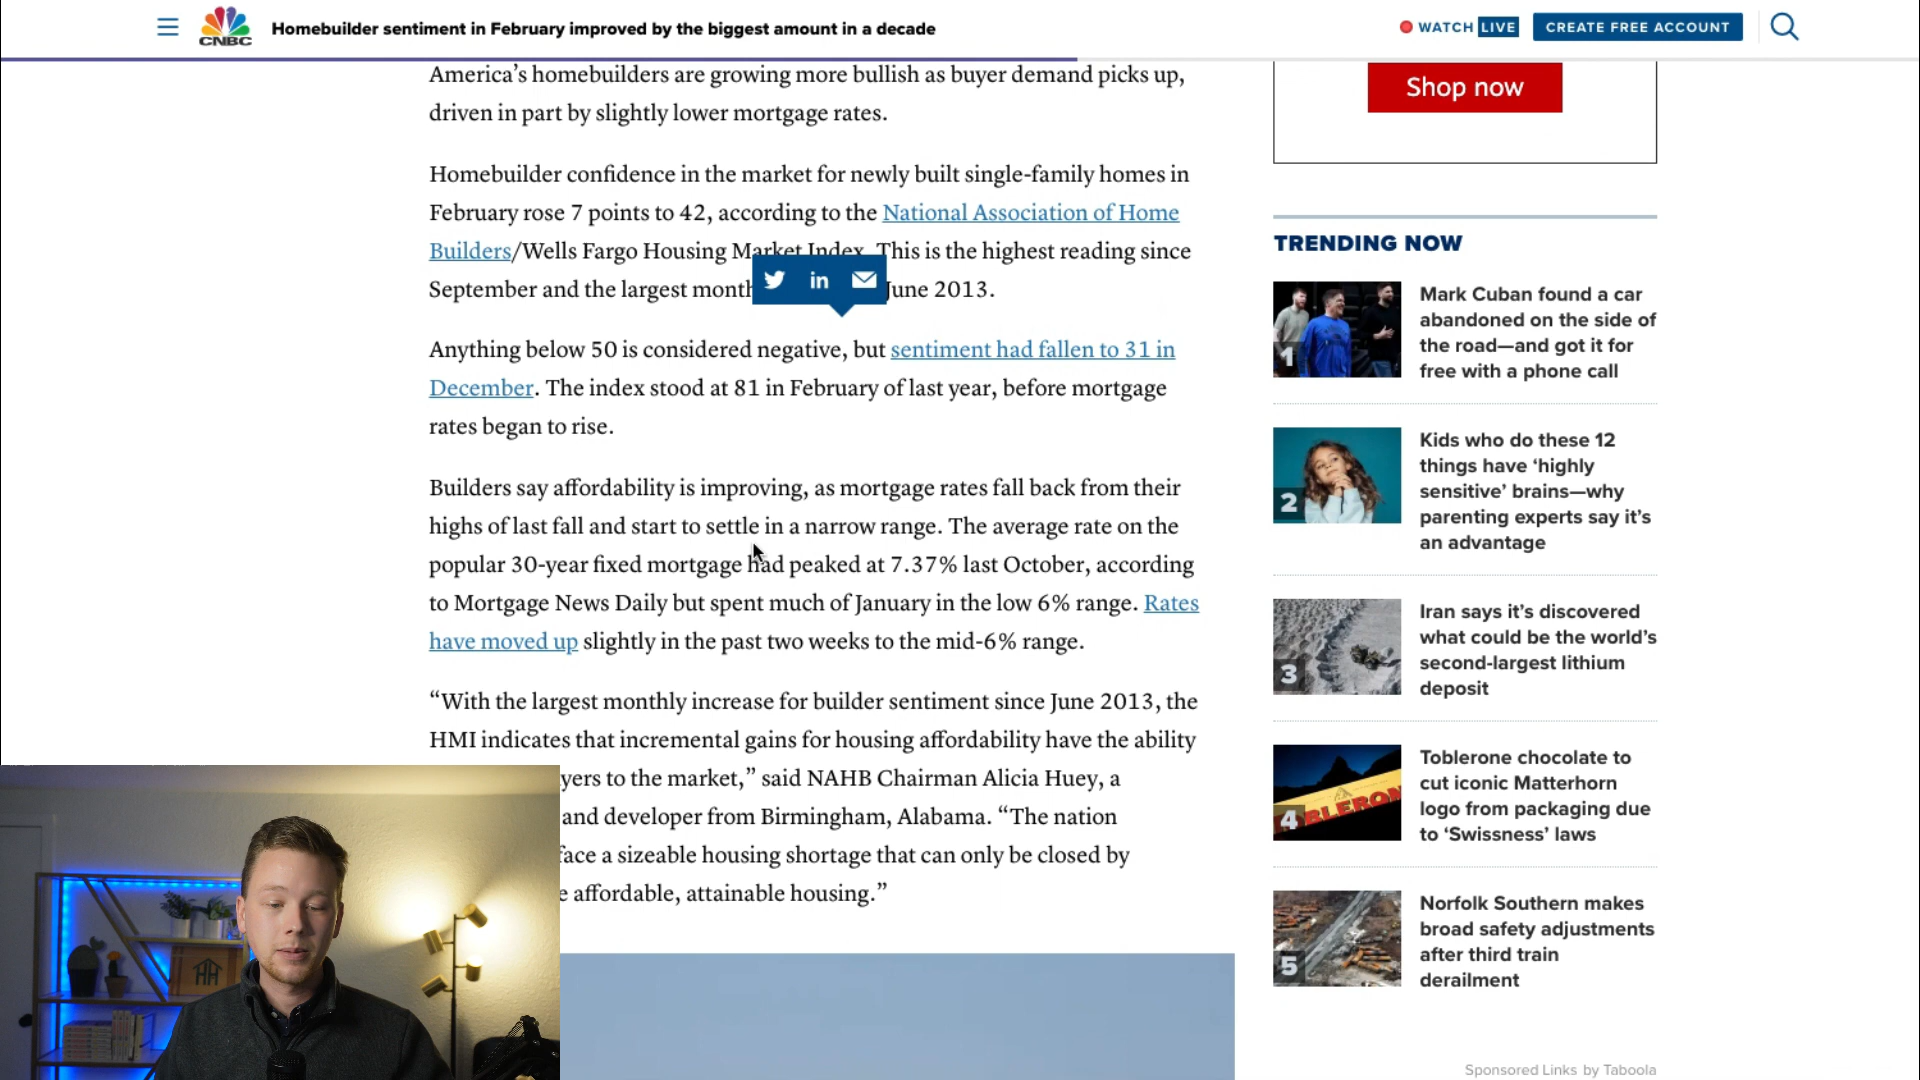 CNBC
Homebuilder sentiment in February improved by the biggest amount in a decade
WATCH LIVE
CREATE FREE ACCOUNT
America’s homebuilders are growing more bullish as buyer demand picks up,
driven in part by slightly lower mortgage rates.
Homebuilder confidence in the market for newly built single-family homes in
February rose 7 points to 42, according to the National Association of Home
Builders/Wells Fargo Housing Market Index. This is the highest reading since
September and the largest month June 2013.
in
Anything below 50 is considered negative, but sentiment had fallen to 31 in
December. The index stood at 81 in February of last year, before mortgage
rates began to rise.
Builders say affordability is improving, as mortgage rates fall back from their
highs of last fall and start to settle in a narrow range. The average rate on the
popular 30-year fixed mortgage had peaked at 7.37% last October, according
to Mortgage News Daily but spent much of January in the low 6% range. Rates
have moved up slightly in the past two weeks to the mid-6% range.
“With the largest monthly increase for builder sentiment since June 2013, the
HMI indicates that incremental gains for housing affordability have the ability
yers to the market,” said NAHB Chairman Alicia Huey, a
and developer from Birmingham, Alabama. “The nation
face a sizeable housing shortage that can only be closed by
e affordable, attainable housing.”
Shop now
TRENDING NOW
1
Mark Cuban found a car
abandoned on the side of
the road—and got it for
free with a phone call
2
Kids who do these 12
things have ‘highly
sensitive’ brains—why
parenting experts say it’s
an advantage
3
Iran says it’s discovered
what could be the world’s
second-largest lithium
deposit
4
BLERON
Toblerone chocolate to
cut iconic Matterhorn
logo from packaging due
to ‘Swissness’ laws
5
Norfolk Southern makes
broad safety adjustments
after third train
derailment
Sponsored Links by Taboola